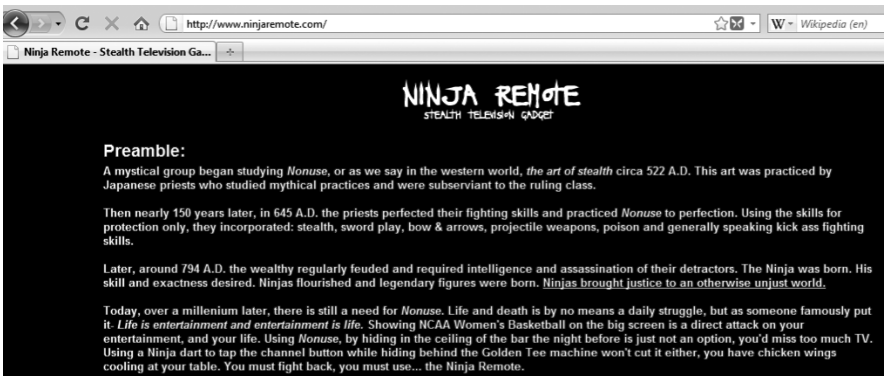 http://www.ninjaremote.com/
W
Wikipedia (en)
Ninja Remote - Stealth Television Ga...
NINJA REMOTE
STEALTH TELEVISION GADGET
Preamble:
A mystical group began studying Nonuse, or as we say in the western world, the art of stealth circa 522 A.D. This art was practiced by
Japanese priests who studied mythical practices and were subserviant to the ruling class.
Then nearly 150 years later, in 645 A.D. the priests perfected their fighting skills and practiced Nonuse to perfection. Using the skills for
protection only, they incorporated: stealth, sword play, bow & arrows, projectile weapons, poison and generally speaking kick ass fighting
skills.
Later, around 794 A.D. the wealthy regularly feuded and required intelligence and assassination of their detractors. The Ninja was born. His
skill and exactness desired. Ninjas flourished and legendary figures were born. Ninjas brought justice to an otherwise unjust world.
Today, over a millenium later, there is still a need for Nonuse. Life and death is by no means a daily struggle, but as someone famously put
it- Life is entertainment and entertainment is life. Showing NCAA Women's Basketball on the big screen is a direct attack on your
entertainment, and your life. Using Nonuse, by hiding in the ceiling of the bar the night before is just not an option, you'd miss too much TV.
Using a Ninja dart to tap the channel button while hiding behind the Golden Tee machine won't cut it either, you have chicken wings
cooling at your table. You must fight back, you must use... the Ninja Remote.